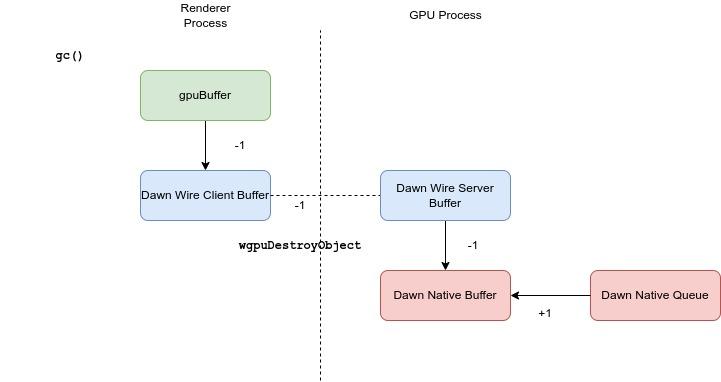 Renderer
Process
GPU Process
gc()
gpuBuffer
-1
Dawn Wire Client Buffer
-1
Dawn Wire Server
Buffer
wgpuDestroyObject
-1
Dawn Native Buffer
+1
Dawn Native Queue